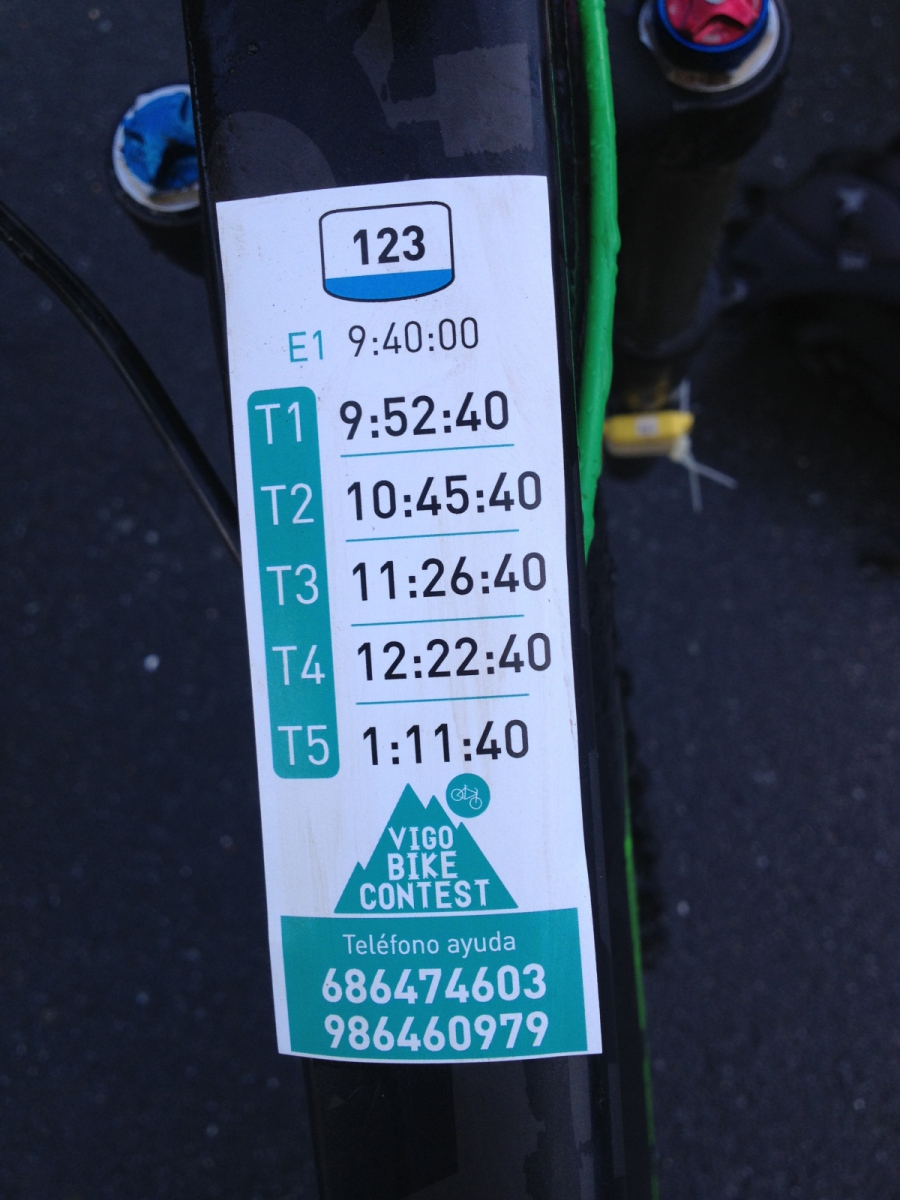 123
E1 9:40:00
T1 9:52:40
T2 10:45:40
T3 11:26:40
T4 12:22:40
T5 1:11:40
VIGO
BIKE
CONTEST
Teléfono ayuda
686474603
986460979